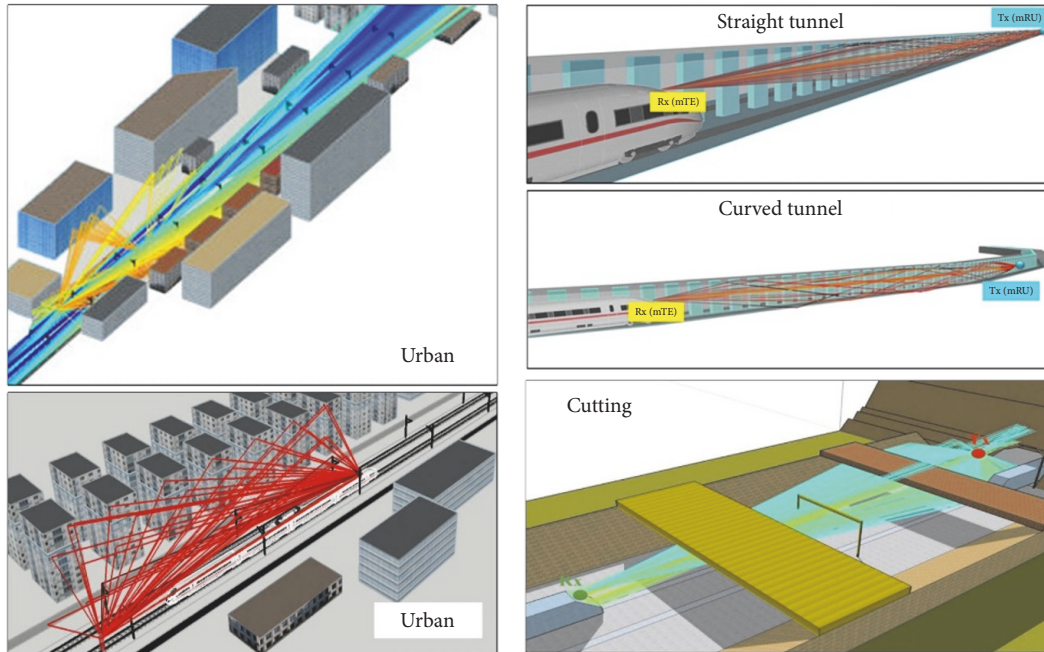 Urban
Urban
Straight tunnel
Tx (mRU)
Rx (mTE)
Curved tunnel
Tx (mRU)
Rx (mTE)
Cutting
Tx
Rx